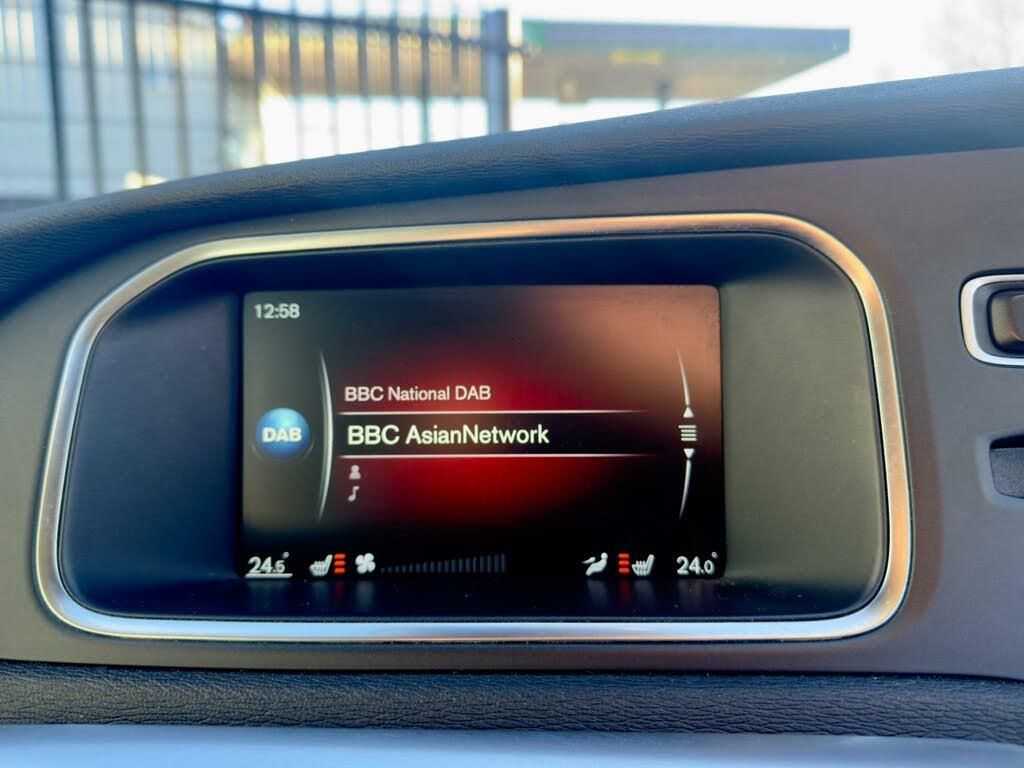 12:58
BBC National DAB
DAB
BBC AsianNetwork
24.5°
24.0°